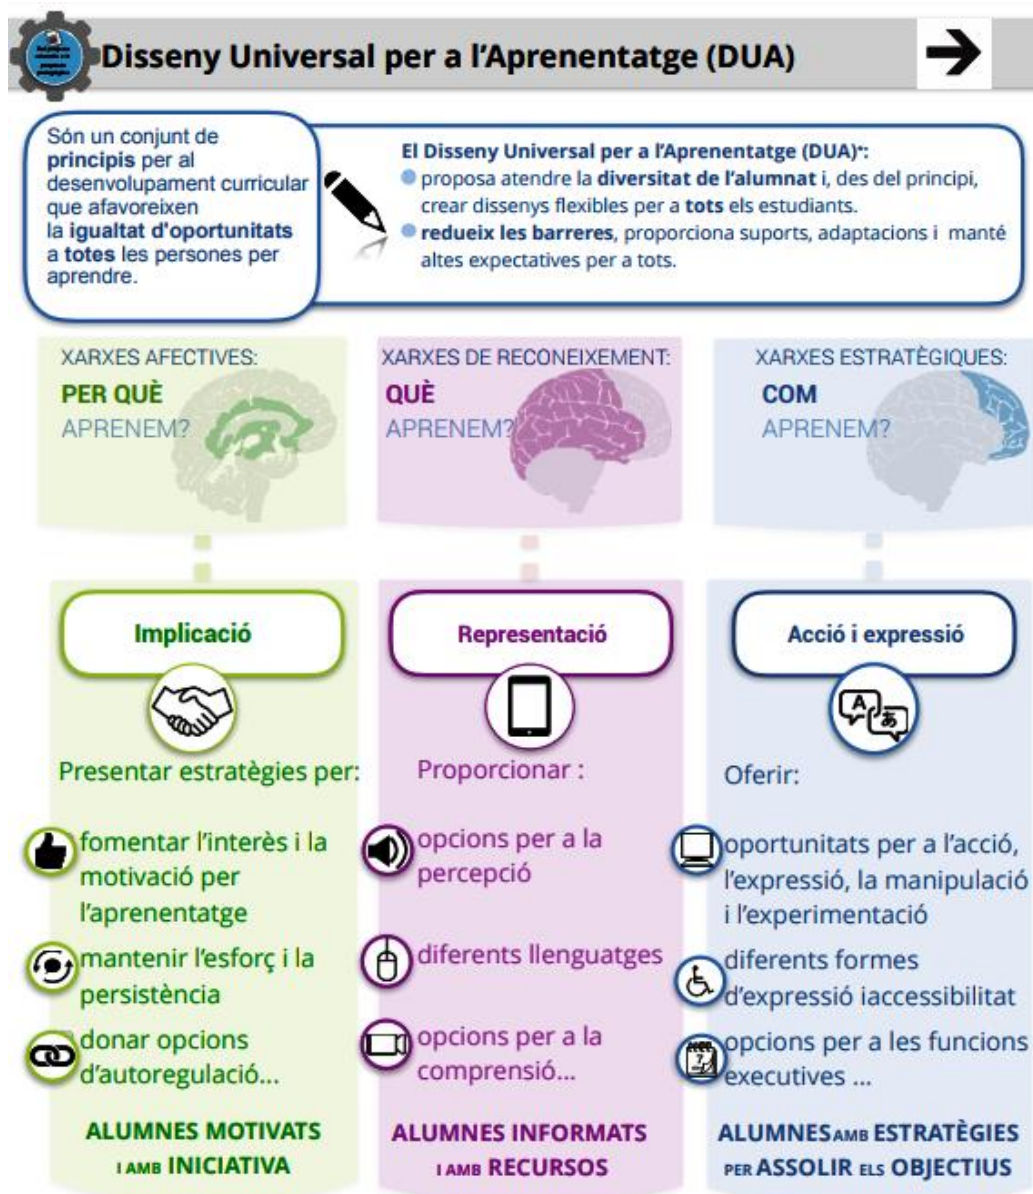 Disseny Universal per a l'Aprenentatge (DUA)
Són un conjunt de
principis per al
desenvolupament curricular
que afavoreixen
la igualtat d'oportunitats
a totes les persones per
aprendre.
El Disseny Universal per a l'Aprenentatge (DUA)*:
proposa atendre la diversitat de l'alumnat i, des del principi,
crear dissenys flexibles per a tots els estudiants.
redueix les barreres, proporciona suports, adaptacions i manté
altes expectatives per a tots.
XARXES AFECTIVES:
PER QUÈ
APRENEM?
XARXES DE RECONEIXEMENT:
QUÈ
APRENEM?
XARXES ESTRATÈGIQUES:
COM
APRENEM?
Implicació
Presentar estratègies per:
fomentar l'interès i la
motivació per
l'aprenentatge
mantenir l'esforç i la
persistència
donar opcions
d'autoregulació...
ALUMNES MOTIVATS
I AMB INICIATIVA
Representació
Proporcionar :
opcions per a la
percepció
diferents llenguatges
opcions per a la
comprensió...
ALUMNES INFORMATS
I AMB RECURSOS
Acció i expressió
A あ
Oferir:
oportunitats per a l'acció,
l'expressió, la manipulació
i l'experimentació
diferents formes
d'expressió iaccessibilitat
7
opcions per a les funcions
executives ...
ALUMNES AMB ESTRATÈGIES
PER ASSOLIR ELS OBJECTIUS